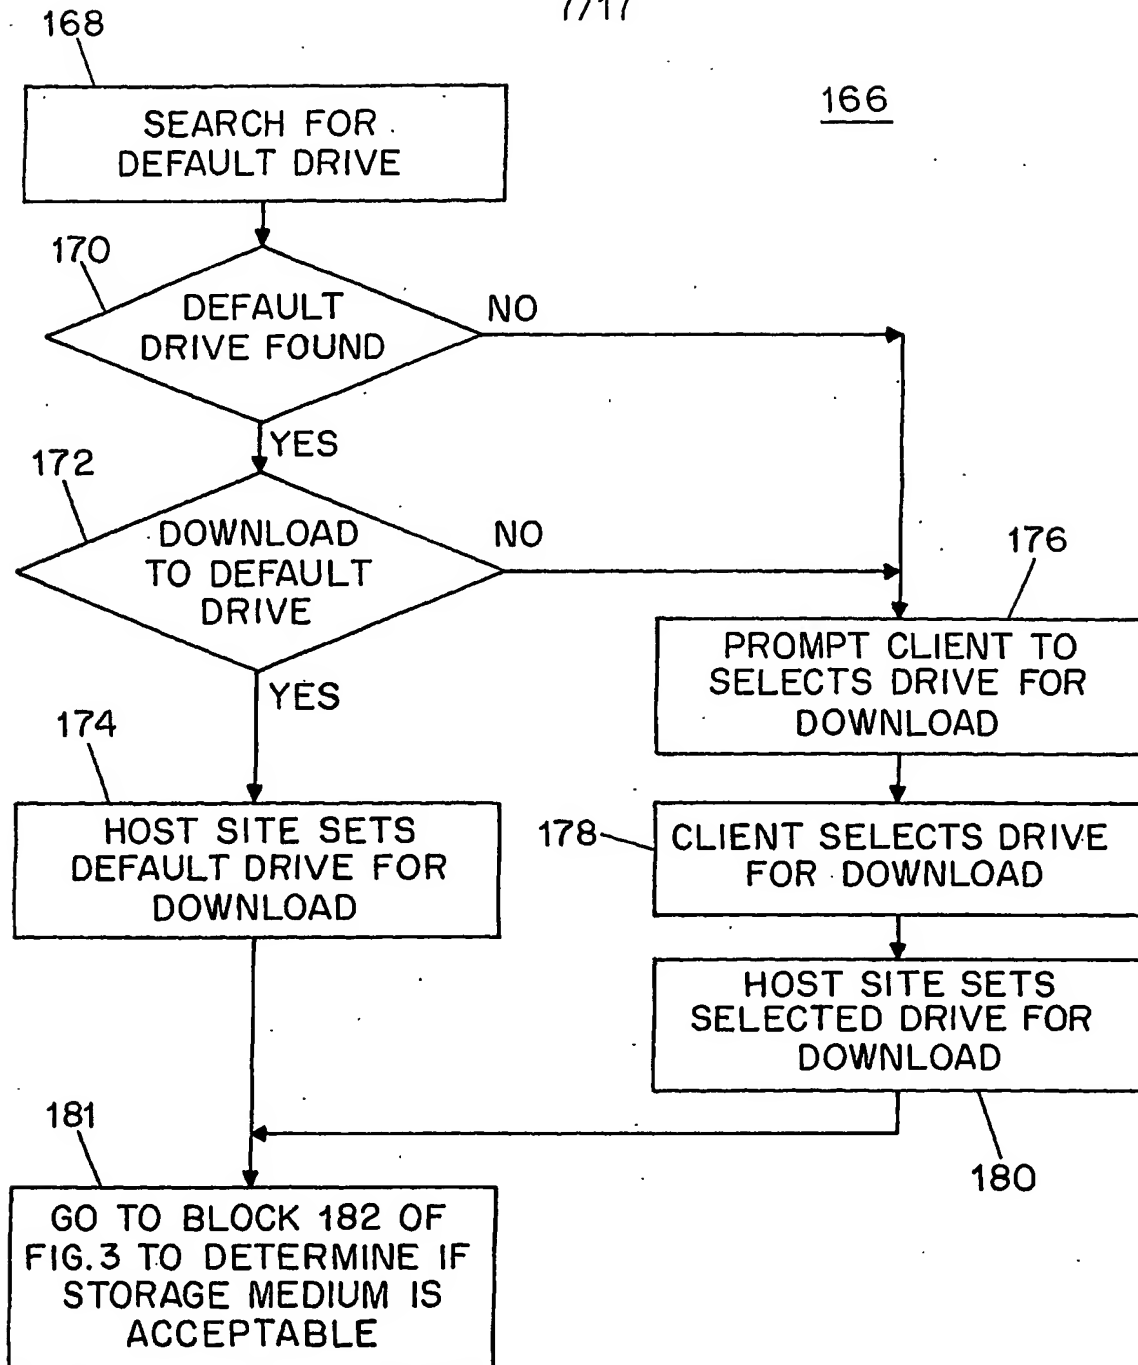 7/17
168
166
SEARCH FOR
DEFAULT DRIVE
170
DEFAULT
DRIVE FOUND
NO
YES
172
DOWNLOAD
TO DEFAULT
DRIVE
NO
YES
176
PROMPT CLIENT TO
SELECTS DRIVE FOR
DOWNLOAD
174
HOST SITE SETS
DEFAULT DRIVE FOR
DOWNLOAD
178
CLIENT SELECTS DRIVE
FOR DOWNLOAD
HOST SITE SETS
SELECTED DRIVE FOR
DOWNLOAD
180
181
GO TO BLOCK 182 OF
FIG.3 TO DETERMINE IF
STORAGE MEDIUM IS
ACCEPTABLE